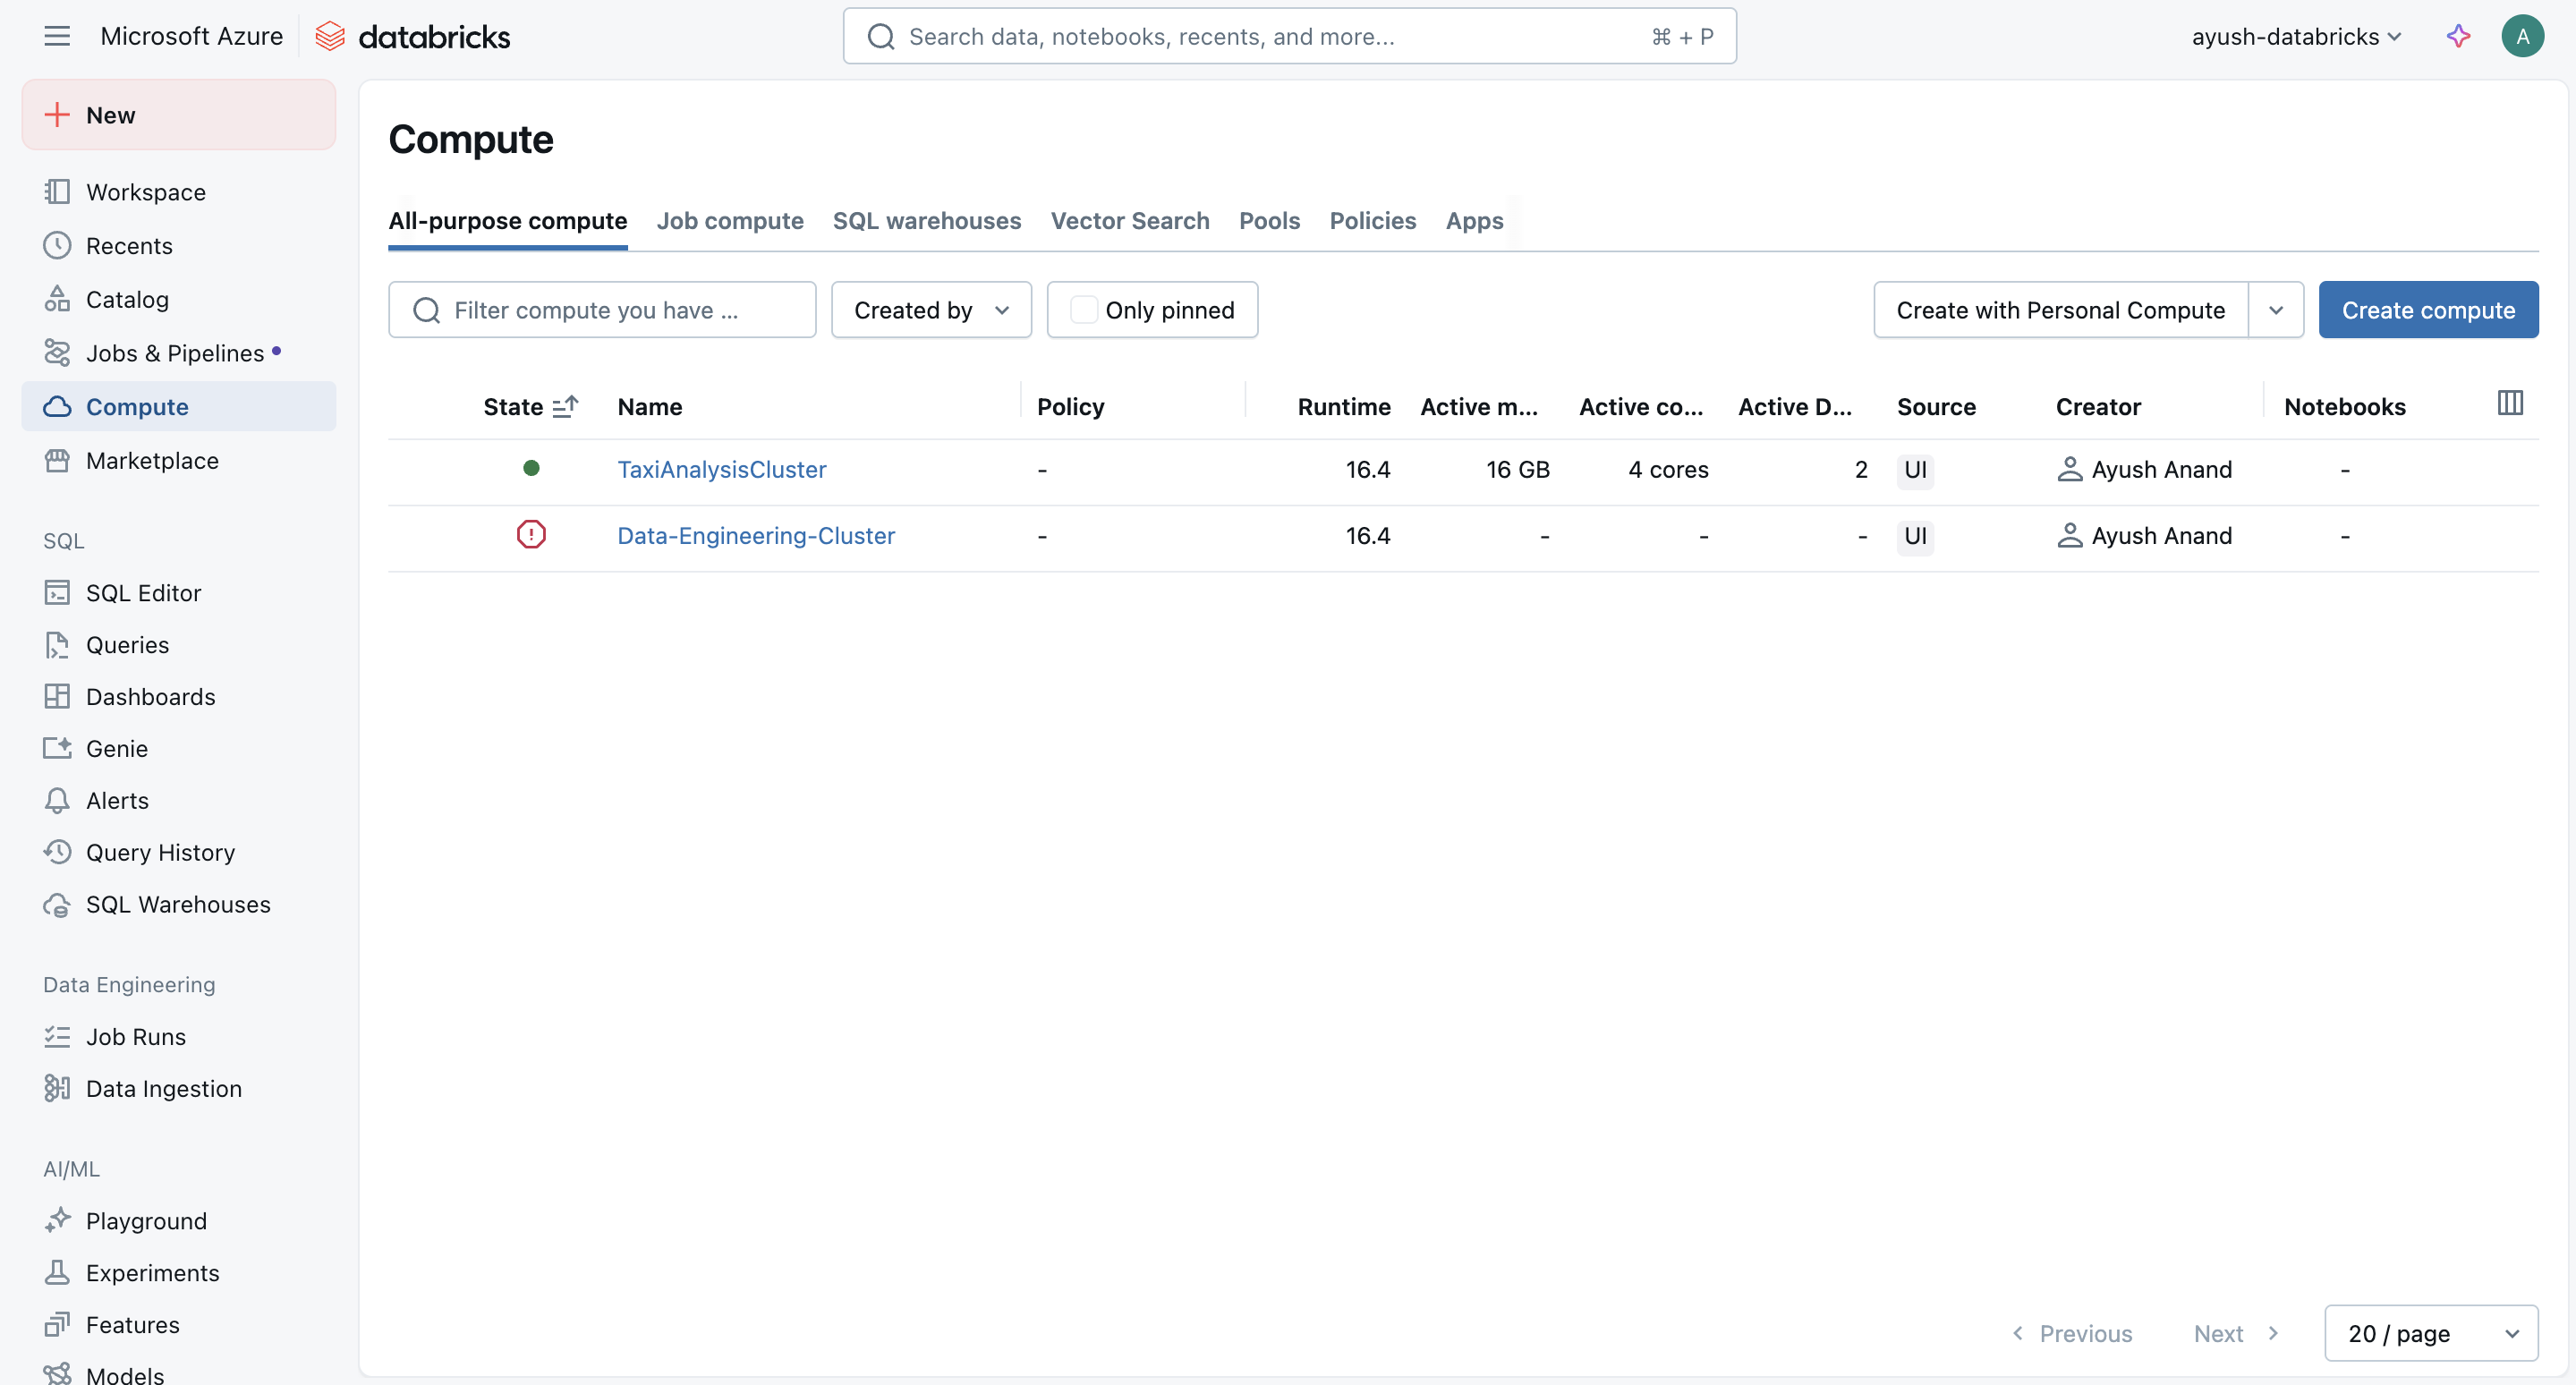 Microsoft Azure databricks
Search data, notebooks, recents, and more... ⌘ + P
ayush-databricks
A
New
Workspace
Recents
Catalog
Jobs & Pipelines
Compute
Marketplace
SQL
SQL Editor
Queries
Dashboards
Genie
Alerts
Query History
SQL Warehouses
Data Engineering
Job Runs
Data Ingestion
AI/ML
Playground
Experiments
Features
Models
Compute
All-purpose compute Job compute SQL warehouses Vector Search Pools Policies Apps
Filter compute you have ... Created by Only pinned Create with Personal Compute Create compute
State Name Policy Runtime Active m... Active co... Active D... Source Creator Notebooks
TaxiAnalysisCluster - 16.4 16 GB 4 cores 2 UI Ayush Anand -
Data-Engineering-Cluster - 16.4 - - - UI Ayush Anand -
Previous Next 20 / page